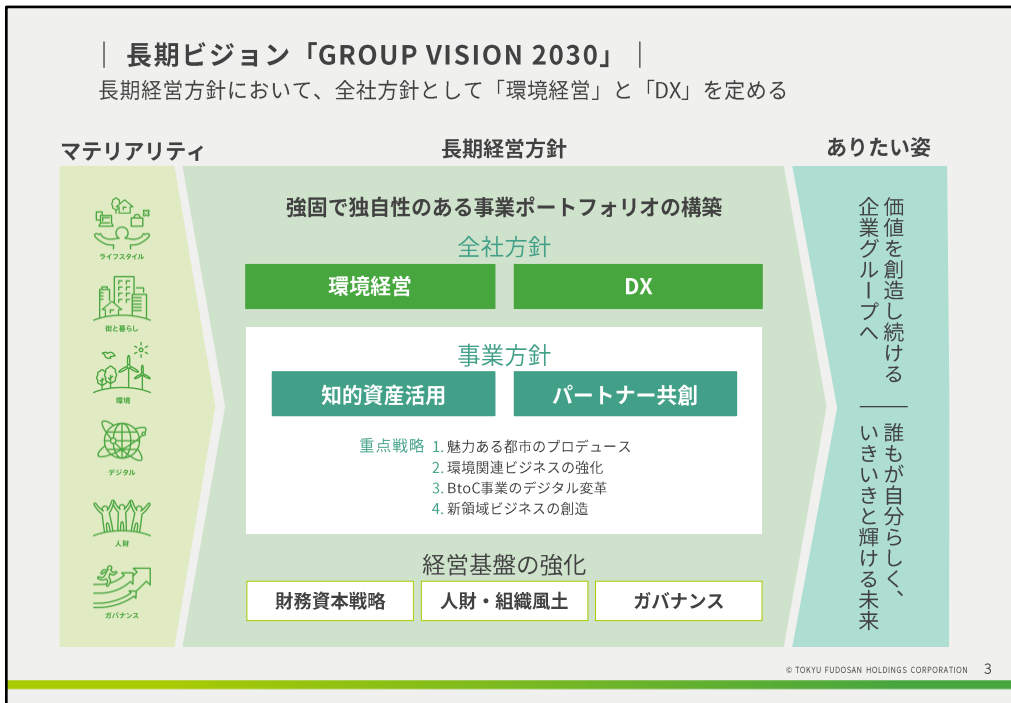 ｜ 長期ビジョン「GROUP VISION 2030」｜
長期経営方針において、全社方針として「環境経営」と「DX」を定める
マテリアリティ
ライフスタイル
街と暮らし
環境
デジタル
人財
ガバナンス
長期経営方針
強固で独自性のある事業ポートフォリオの構築
全社方針
環境経営
DX
事業方針
知的資産活用
パートナー共創
重点戦略 1. 魅力ある都市のプロデュース
2. 環境関連ビジネスの強化
3. BtoC事業のデジタル変革
4. 新領域ビジネスの創造
経営基盤の強化
財務資本戦略
人財・組織風土
ガバナンス
ありたい姿
価値を創造し続ける
企業グループへ
誰もが自分らしく、
いきいきと輝ける未来
© TOKYU FUDOSAN HOLDINGS CORPORATION 3